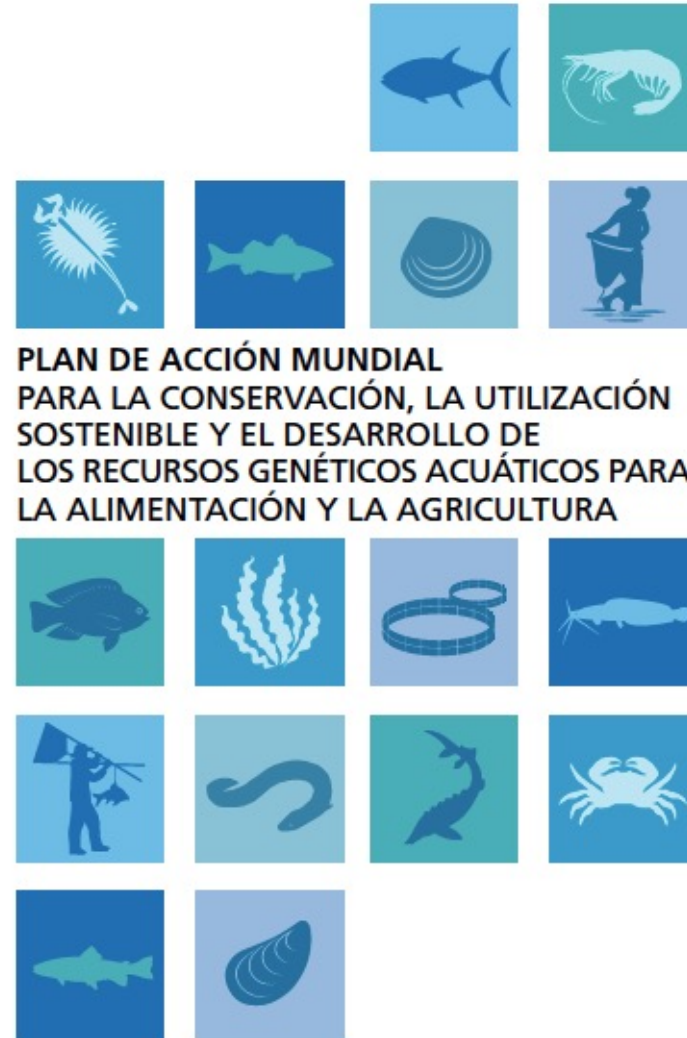 PLAN DE ACCIÓN MUNDIAL
PARA LA CONSERVACIÓN, LA UTILIZACIÓN
SOSTENIBLE Y EL DESARROLLO DE
LOS RECURSOS GENÉTICOS ACUÁTICOS PARA
LA ALIMENTACIÓN Y LA AGRICULTURA